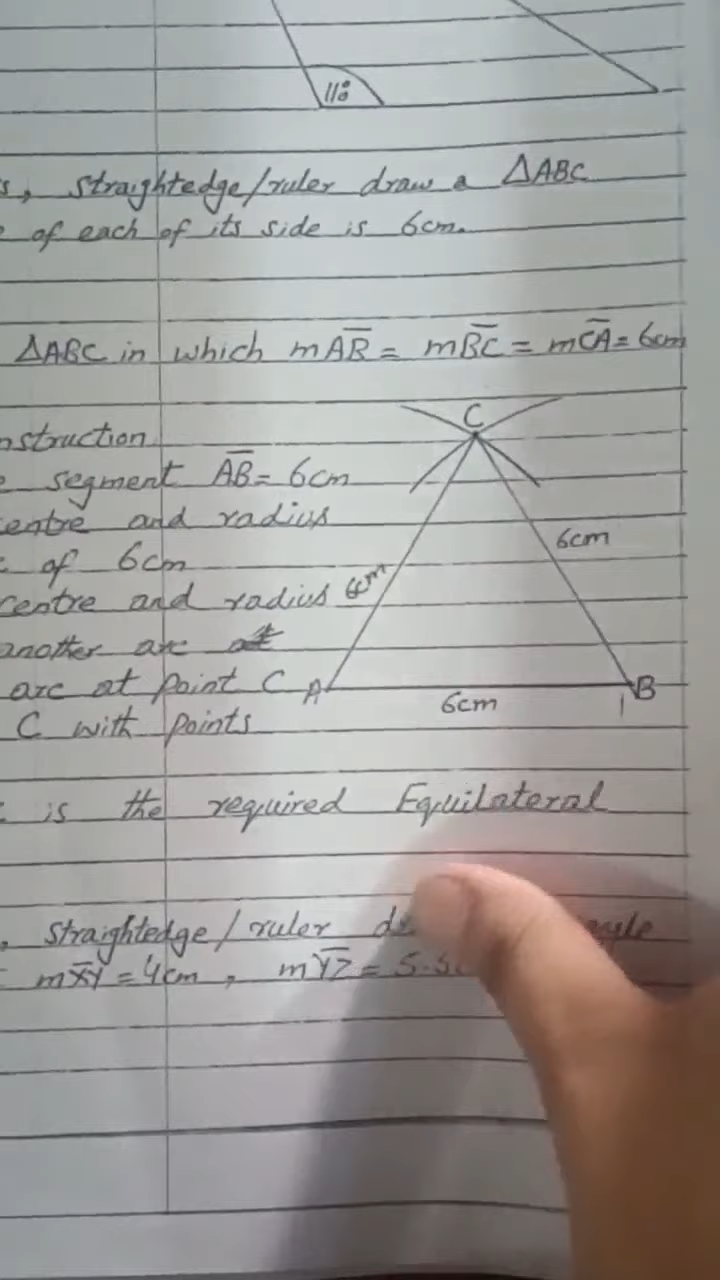 110°
straightedge/ruler draw a △ABC
of each of its side is 6cm.
△ABC in which mAB = mBC = mCA = 6cm
C
nstruction
segment AB = 6cm
entre and radius
6cm
of 6cm
centre and radius 6cm
another arc at
arc at point C
A B
6cm
C with points
is the required Equilateral
straightedge/ruler
mXY = 4cm, mYZ =